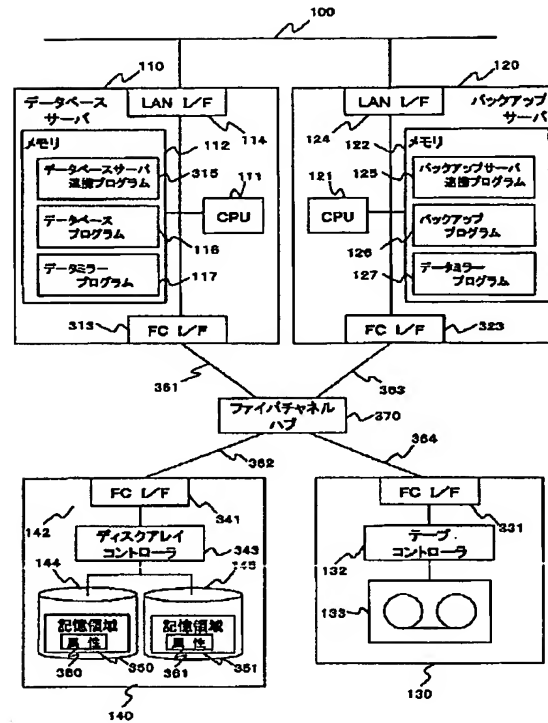 100
110
120
データベース
サーバ
LAN I/F
114
LAN I/F
124
バックアップ
サーバ
メモリ
112
データベースサーバ
連携プログラム
315
データベース
プログラム
116
データミラー
プログラム
117
111
CPU
121
CPU
122
メモリ
125
バックアップサーバ
連携プログラム
126
バックアップ
プログラム
127
データミラー
プログラム
313
FC I/F
FC I/F
323
361
363
ファイバチャネル
ハブ
370
362
364
142
FC I/F
341
ディスクアレイ
コントローラ
343
144
145
記憶領域
属性
記憶領域
属性
360
350
361
351
140
FC I/F
331
テープ
コントローラ
132
133
130